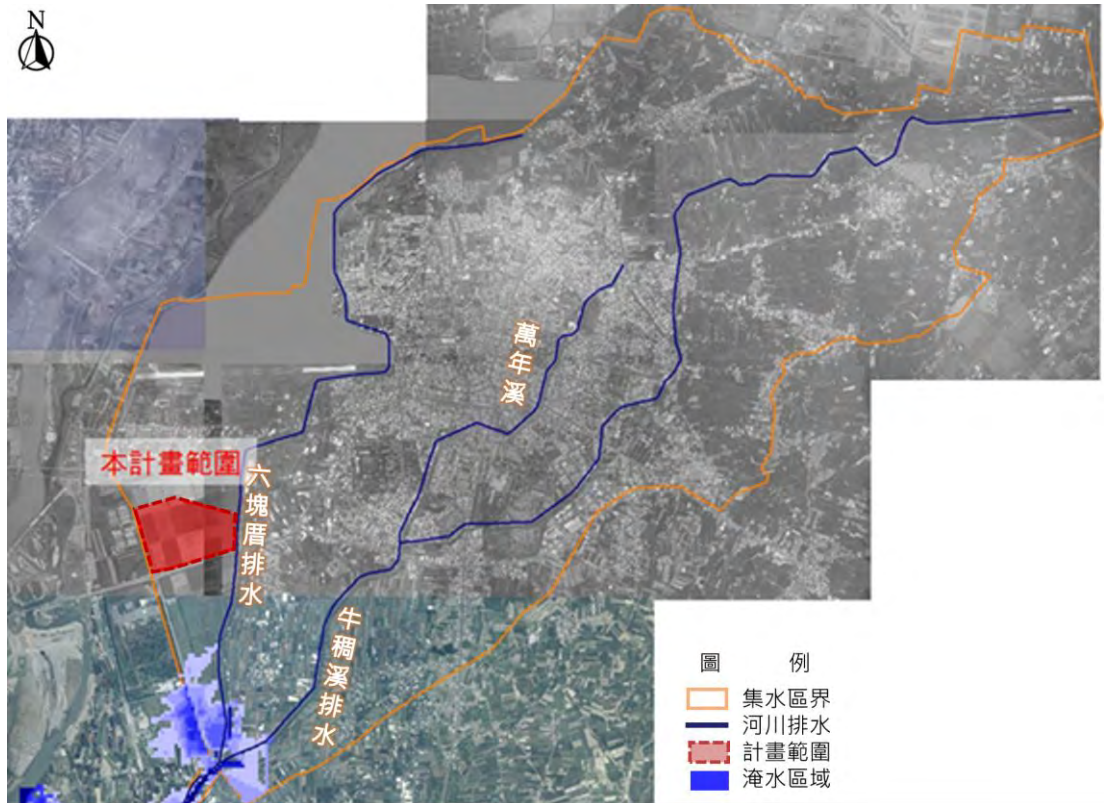 N
萬年溪
本計畫範圍
六塊厝排水
牛稠溪排水
圖 例
集水區界
河川排水
計畫範圍
淹水區域